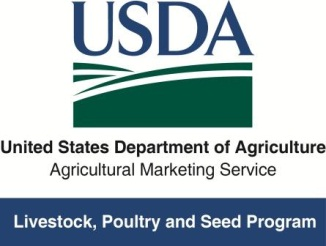 USDA
United States Department of Agriculture
Agricultural Marketing Service
Livestock, Poultry and Seed Program